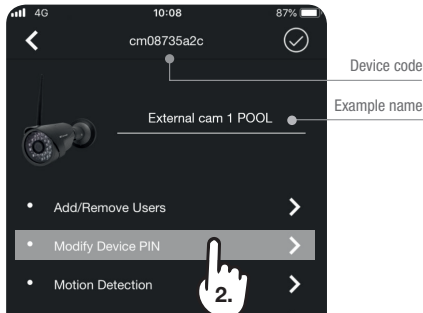 4G 10:08 87%
cm08735a2c
Device code
Example name
External cam 1 POOL
• Add/Remove Users
• Modify Device PIN
2.
• Motion Detection